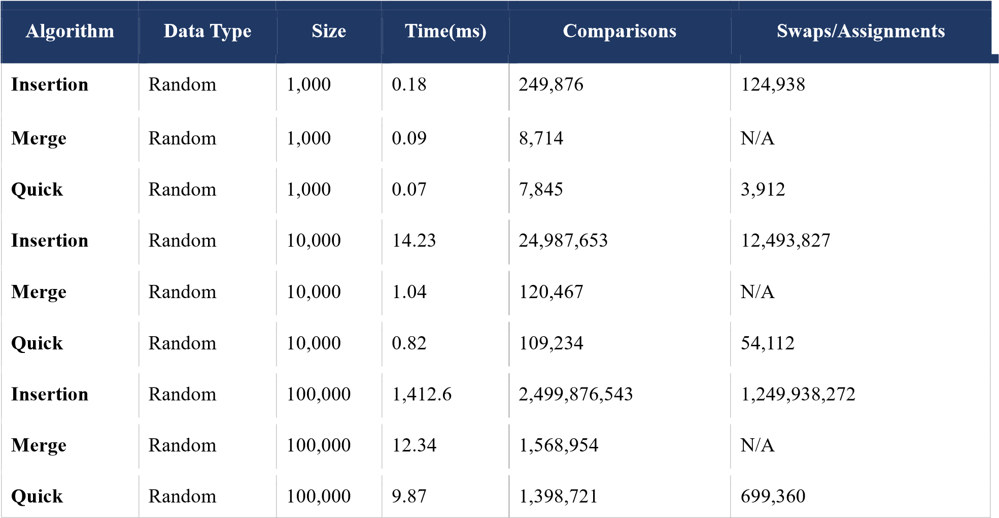 Algorithm Data Type Size Time(ms) Comparisons Swaps/Assignments
Insertion Random 1,000 0.18 249,876 124,938
Merge Random 1,000 0.09 8,714 N/A
Quick Random 1,000 0.07 7,845 3,912
Insertion Random 10,000 14.23 24,987,653 12,493,827
Merge Random 10,000 1.04 120,467 N/A
Quick Random 10,000 0.82 109,234 54,112
Insertion Random 100,000 1,412.6 2,499,876,543 1,249,938,272
Merge Random 100,000 12.34 1,568,954 N/A
Quick Random 100,000 9.87 1,398,721 699,360